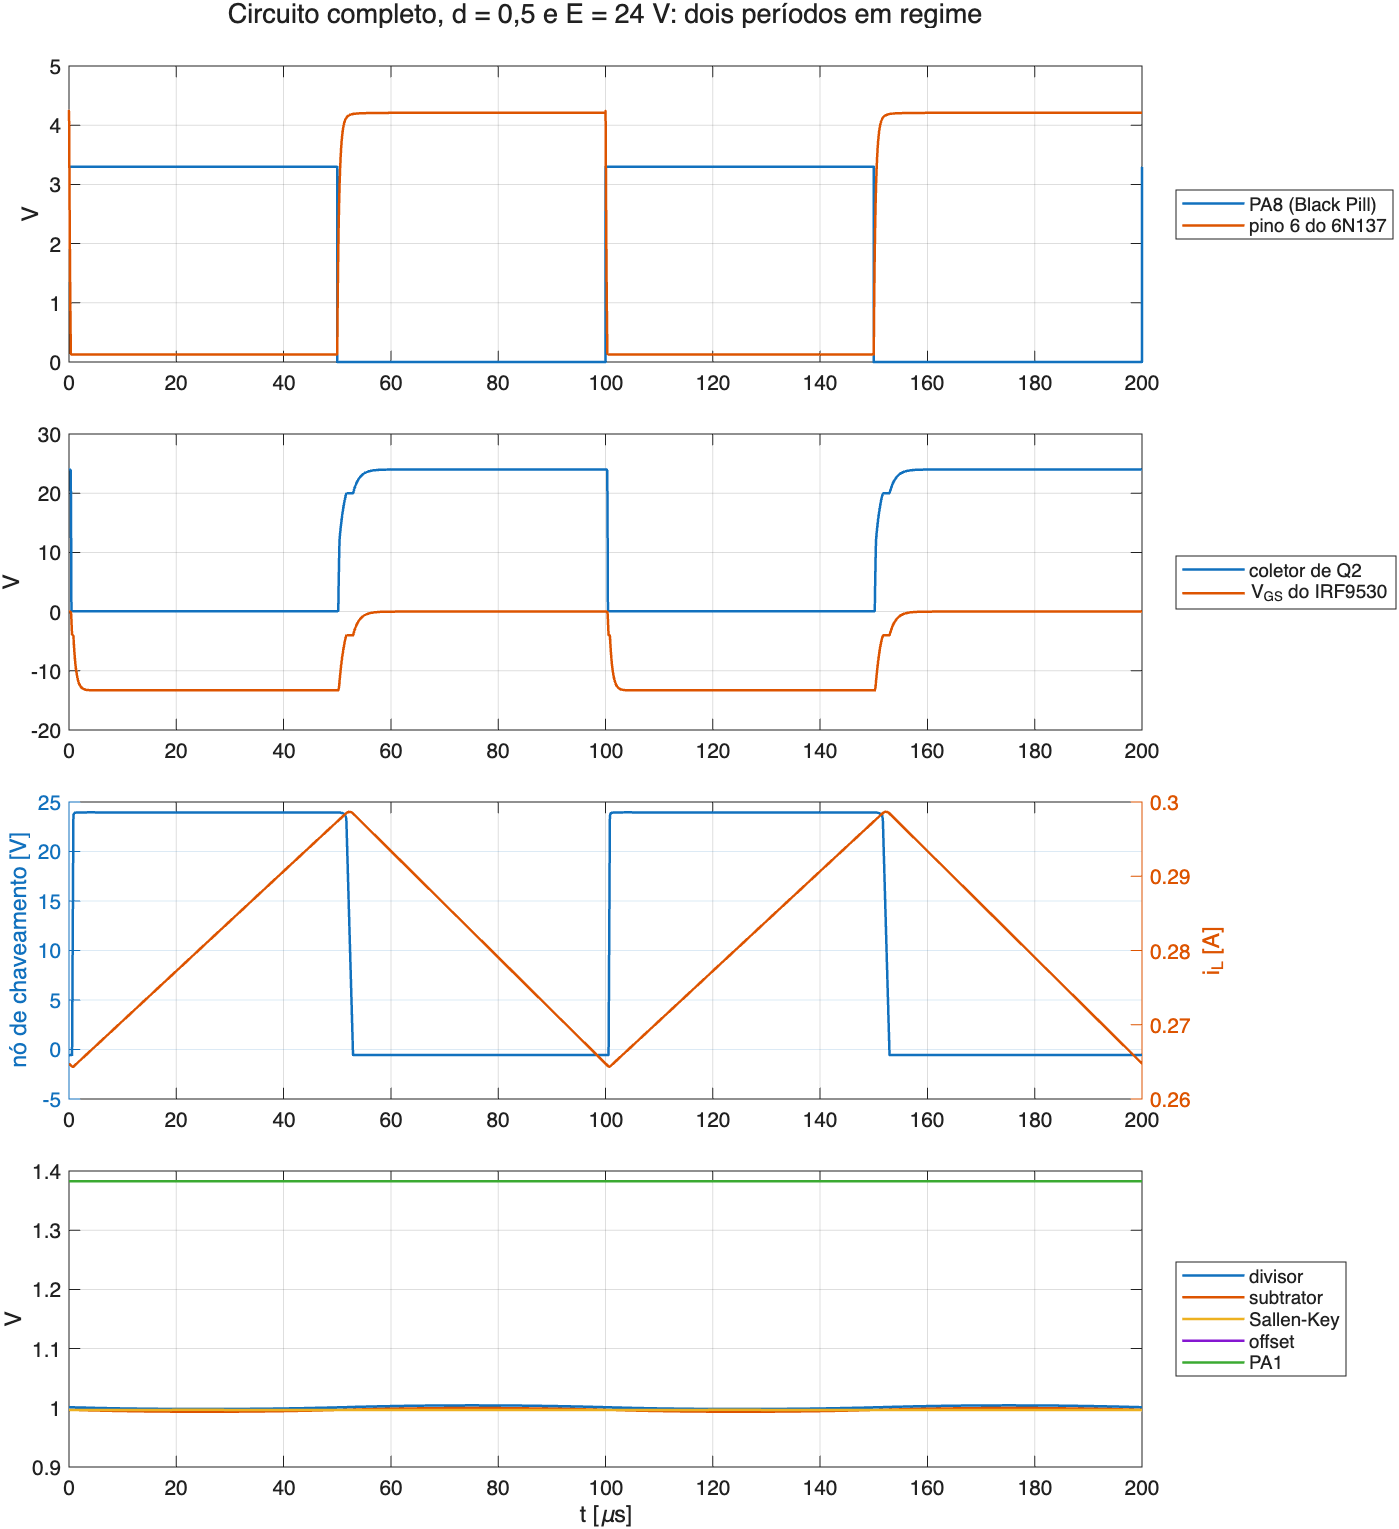 Circuito completo, d = 0,5 e E = 24 V: dois períodos em regime
5
4
3
2
1
0
V
0 20 40 60 80 100 120 140 160 180 200
PA8 (Black Pill)
pino 6 do 6N137
30
20
10
0
-10
-20
V
0 20 40 60 80 100 120 140 160 180 200
coletor de Q2
V_GS do IRF9530
25
20
15
10
5
0
-5
nó de chaveamento [V]
0.3
0.29
0.28
0.27
0.26
i_L [A]
0 20 40 60 80 100 120 140 160 180 200
1.4
1.3
1.2
1.1
1
0.9
V
0 20 40 60 80 100 120 140 160 180 200
t [μs]
divisor
subtrator
Sallen-Key
offset
PA1